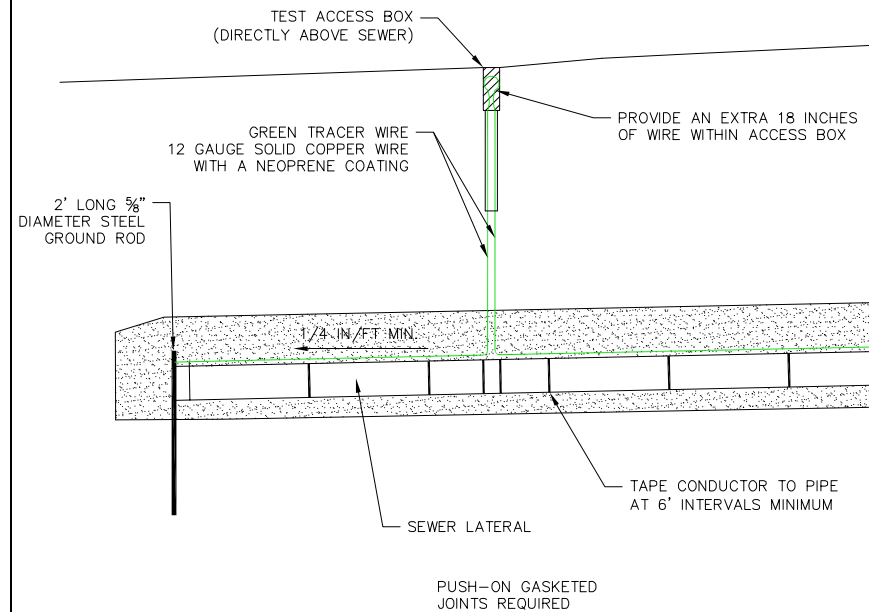 TEST ACCESS BOX
(DIRECTLY ABOVE SEWER)
PROVIDE AN EXTRA 18 INCHES
OF WIRE WITHIN ACCESS BOX
GREEN TRACER WIRE
12 GAUGE SOLID COPPER WIRE
WITH A NEOPRENE COATING
2' LONG ⅝"
DIAMETER STEEL
GROUND ROD
1/4 IN/FT MIN.
TAPE CONDUCTOR TO PIPE
AT 6' INTERVALS MINIMUM
SEWER LATERAL
PUSH-ON GASKETED
JOINTS REQUIRED